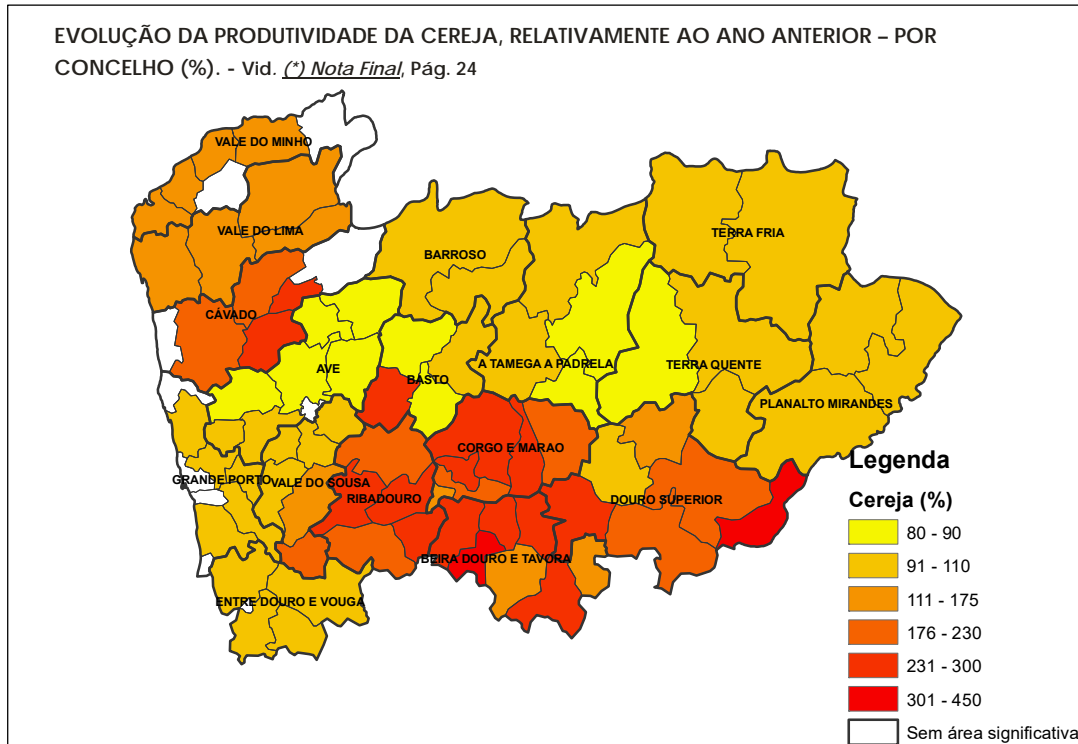 EVOLUÇÃO DA PRODUTIVIDADE DA CEREJA, RELATIVAMENTE AO ANO ANTERIOR – POR
CONCELHO (%). - Vid. (*) Nota Final, Pág. 24
VALE DO MINHO
VALE DO LIMA
TERRA FRIA
BARROSO
CÁVADO
AVE
BASTO
A TAMEGA A PADRELA
TERRA QUENTE
PLANALTO MIRANDES
CORGO E MARAO
GRANDE PORTO
VALE DO SOUSA
RIBADOURO
DOURO SUPERIOR
BEIRA DOURO E TAVORA
ENTRE DOURO E VOUGA
Legenda
Cereja (%)
80 - 90
91 - 110
111 - 175
176 - 230
231 - 300
301 - 450
Sem área significativa